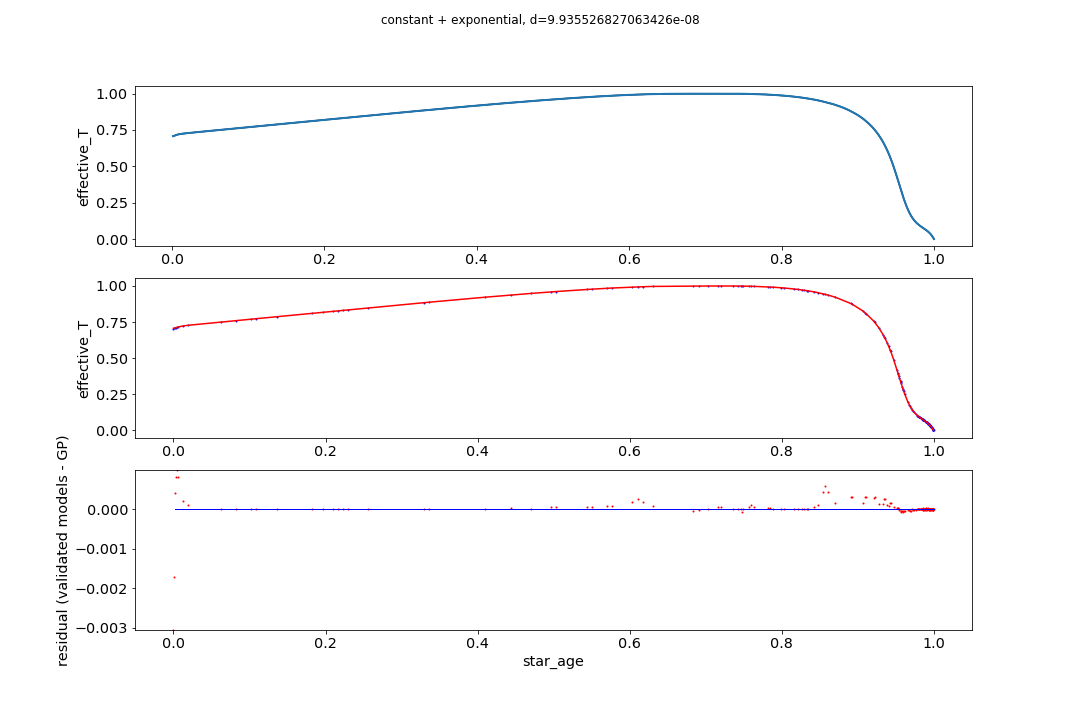 constant + exponential, d=9.935526827063426e-08
effective_T
1.00
0.75
0.50
0.25
0.00
0.0 0.2 0.4 0.6 0.8 1.0
effective_T
1.00
0.75
0.50
0.25
0.00
0.0 0.2 0.4 0.6 0.8 1.0
residual (validated models - GP)
0.000
−0.001
−0.002
−0.003
0.0 0.2 0.4 0.6 0.8 1.0
star_age